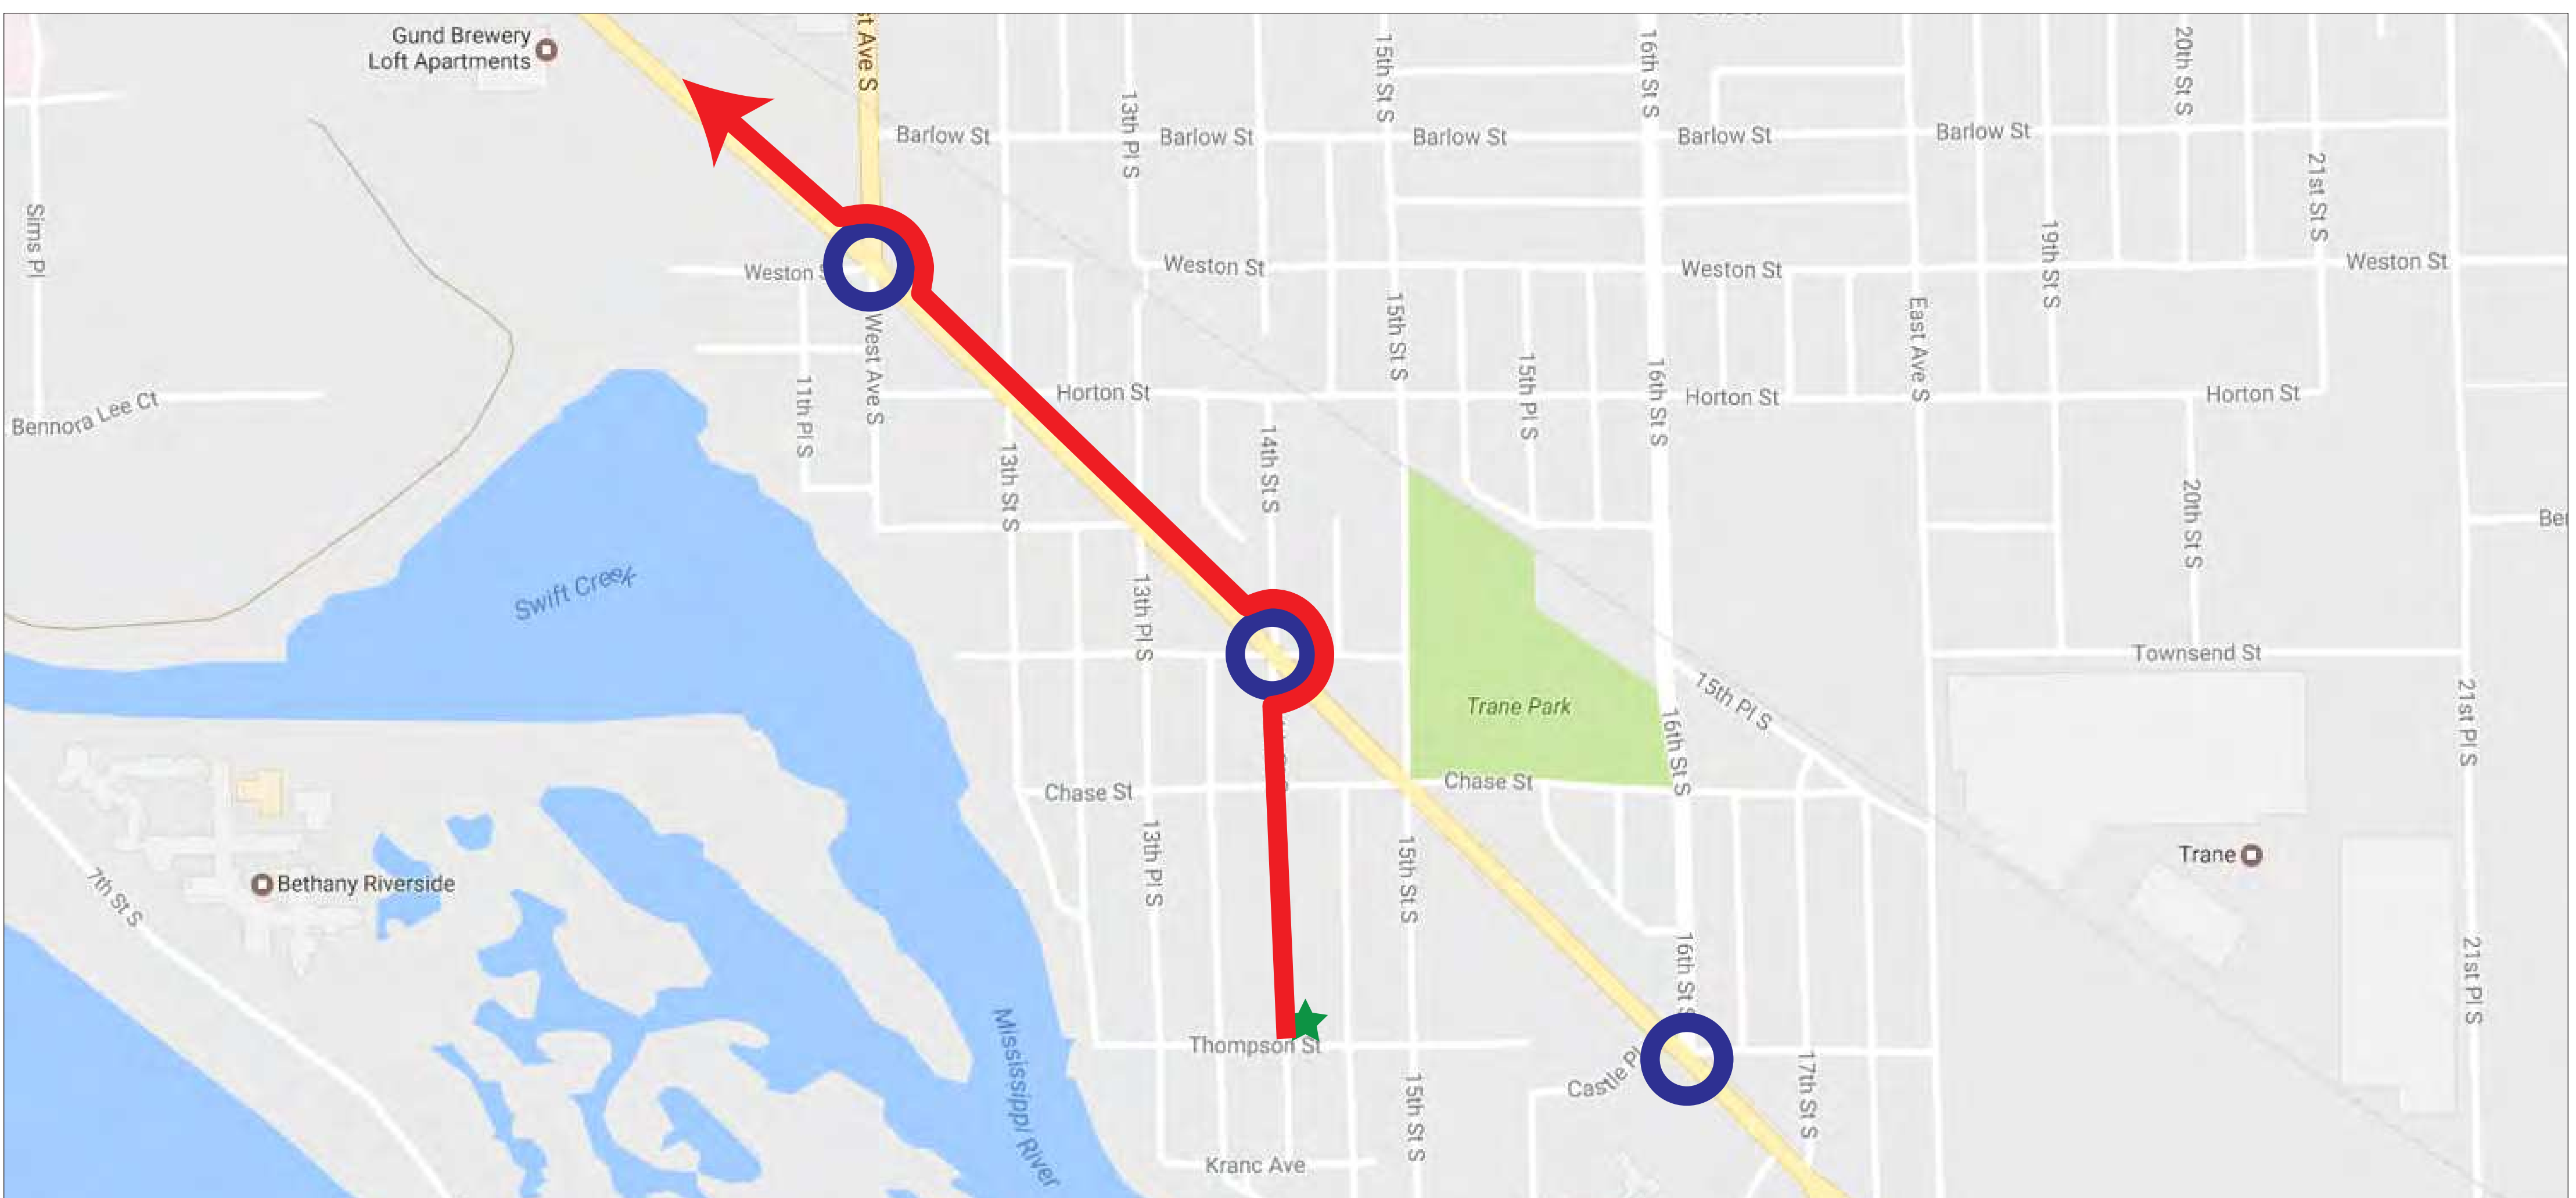 Gund Brewery
Loft Apartments
st Ave S
15th St S
16th St S
20th St S
13th Pl S
Barlow St
Barlow St
Barlow St
Barlow St
Barlow St
21st St S
Sims Pl
19th St S
Weston S
Weston St
Weston St
Weston St
15th St S
East Ave S
West Ave S
15th Pl S
16th St S
11th Pl S
Horton St
Horton St
Horton St
Bennora Lee Ct
14th St S
13th St S
20th St S
Ber
Swift Creek
13th Pl S
Townsend St
15th Pl S
21st Pl S
Trane Park
16th St S
Chase St
Chase St
13th Pl S
15th St S
Trane
Bethany Riverside
7th St S
16th St S
21st Pl S
Mississippi River
Thompson St
Castle Pl
17th St S
15th St S
Kranc Ave